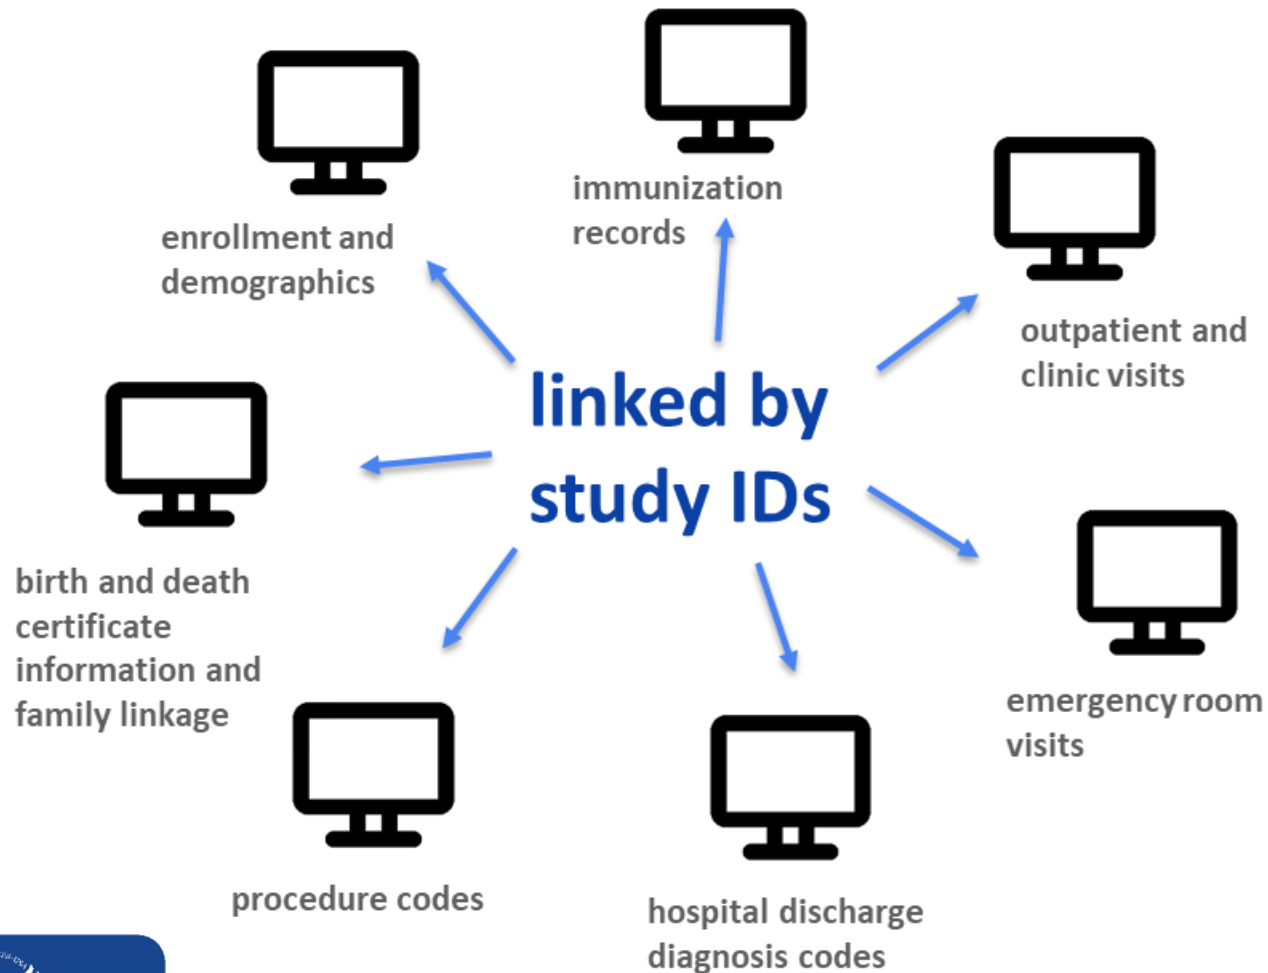 immunization
records
enrollment and
demographics
outpatient and
clinic visits
linked by
study IDs
birth and death
certificate
information and
family linkage
emergency room
visits
procedure codes
hospital discharge
diagnosis codes